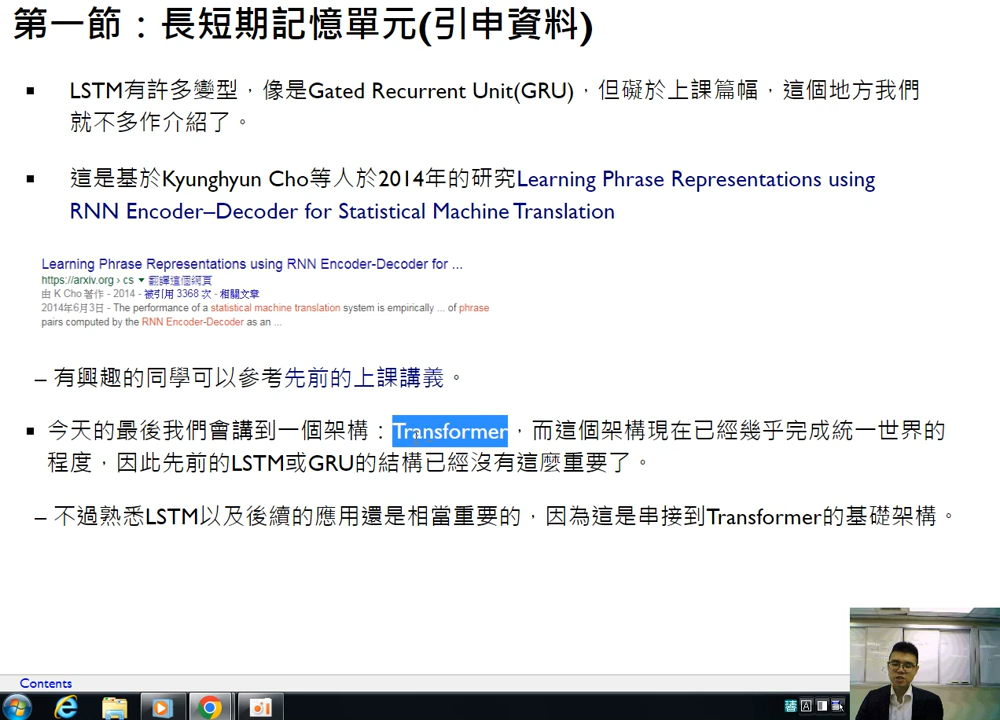 第一節：長短期記憶單元(引申資料)
▪ LSTM有許多變型，像是Gated Recurrent Unit(GRU)，但礙於上課篇幅，這個地方我們
就不多作介紹了。
▪ 這是基於Kyunghyun Cho等人於2014年的研究Learning Phrase Representations using
RNN Encoder–Decoder for Statistical Machine Translation
Learning Phrase Representations using RNN Encoder-Decoder for ...
https://arxiv.org › cs ▼ 翻譯這個網頁
由 K Cho 著作 - 2014 - 被引用 3368 次 - 相關文章
2014年6月3日 - The performance of a statistical machine translation system is empirically ... of phrase
pairs computed by the RNN Encoder-Decoder as an ...
– 有興趣的同學可以參考先前的上課講義。
▪ 今天的最後我們會講到一個架構：Transformer，而這個架構現在已經幾乎完成統一世界的
程度，因此先前的LSTM或GRU的結構已經沒有這麼重要了。
– 不過熟悉LSTM以及後續的應用還是相當重要的，因為這是串接到Transformer的基礎架構。
Contents